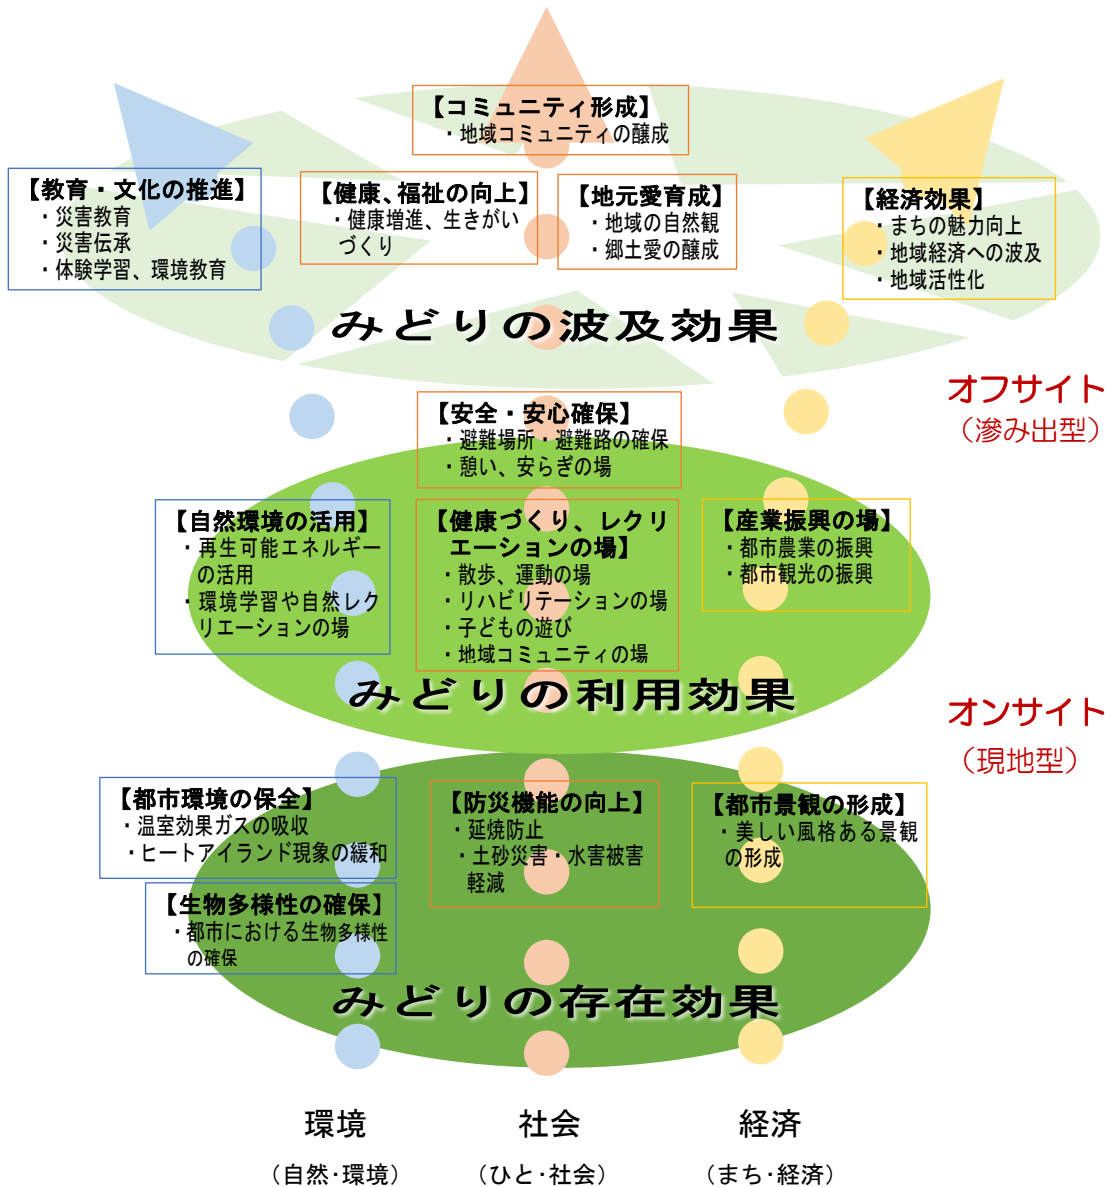 【コミュニティ形成】
・地域コミュニティの醸成
【教育・文化の推進】
・災害教育
・災害伝承
・体験学習、環境教育
【健康、福祉の向上】
・健康増進、生きがい
づくり
【地元愛育成】
・地域の自然観
・郷土愛の醸成
【経済効果】
・まちの魅力向上
・地域経済への波及
・地域活性化
みどりの波及効果
オフサイト
（滲み出型）
【安全・安心確保】
・避難場所・避難路の確保
・憩い、安らぎの場
【自然環境の活用】
・再生可能エネルギー
の活用
・環境学習や自然レク
リエーションの場
【健康づくり、レクリ
エーションの場】
・散歩、運動の場
・リハビリテーションの場
・子どもの遊び
・地域コミュニティの場
【産業振興の場】
・都市農業の振興
・都市観光の振興
みどりの利用効果
オンサイト
（現地型）
【都市環境の保全】
・温室効果ガスの吸収
・ヒートアイランド現象の緩和
【生物多様性の確保】
・都市における生物多様性
の確保
【防災機能の向上】
・延焼防止
・土砂災害・水害被害
軽減
【都市景観の形成】
・美しい風格ある景観
の形成
みどりの存在効果
環境
社会
経済
（自然・環境）
（ひと・社会）
（まち・経済）